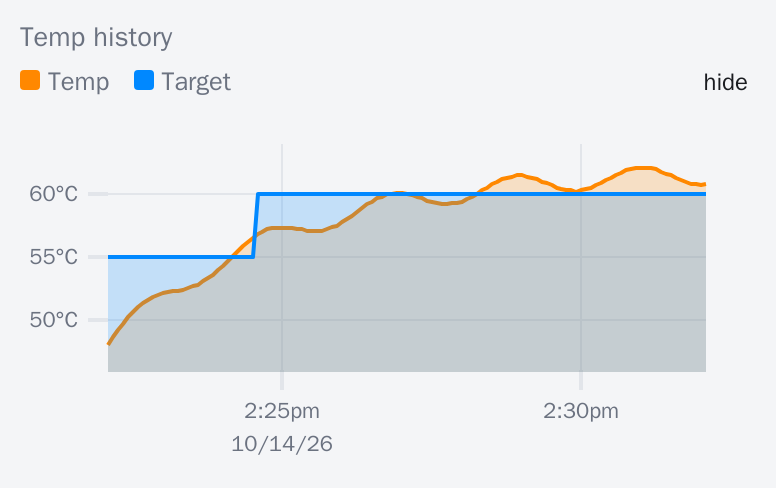 Temp history
Temp Target hide
60°C
55°C
50°C
2:25pm 2:30pm
10/14/26